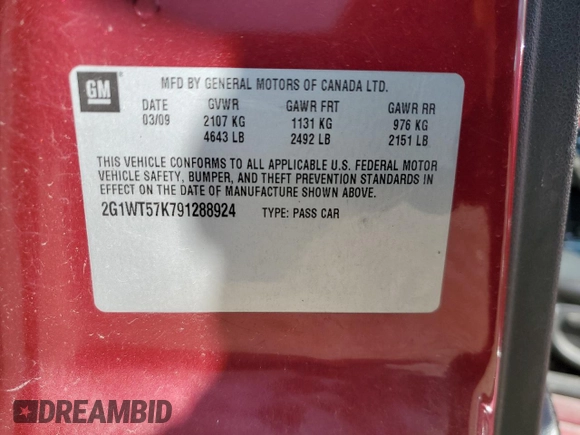 GM
MFD BY GENERAL MOTORS OF CANADA LTD.
DATE GVWR GAWR FRT GAWR RR
03/09 2107 KG 1131 KG 976 KG
4643 LB 2492 LB 2151 LB
THIS VEHICLE CONFORMS TO ALL APPLICABLE U.S. FEDERAL MOTOR
VEHICLE SAFETY, BUMPER, AND THEFT PREVENTION STANDARDS IN
EFFECT ON THE DATE OF MANUFACTURE SHOWN ABOVE.
2G1WT57K791288924 TYPE: PASS CAR
DREAMBID